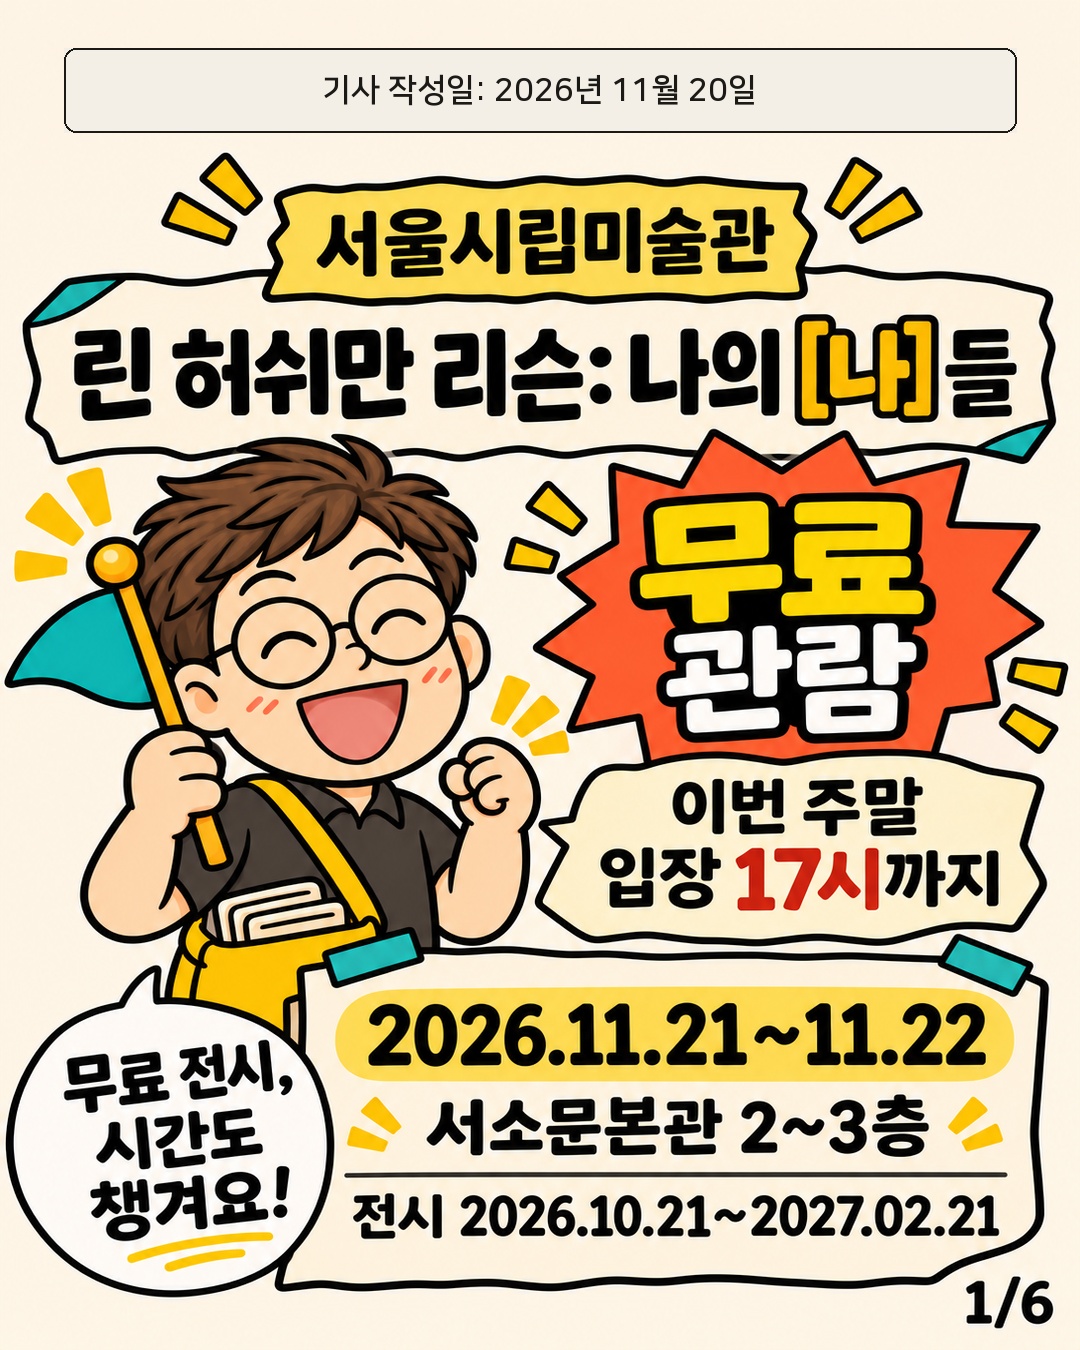 기사 작성일: 2026년 11월 20일
서울시립미술관
린 허쉬만 리슨: 나의 [내]들
무료
관람
이번 주말
입장 17시까지
2026.11.21~11.22
서소문본관 2~3층
전시 2026.10.21~2027.02.21
무료 전시,
시간도
챙겨요!
1/6